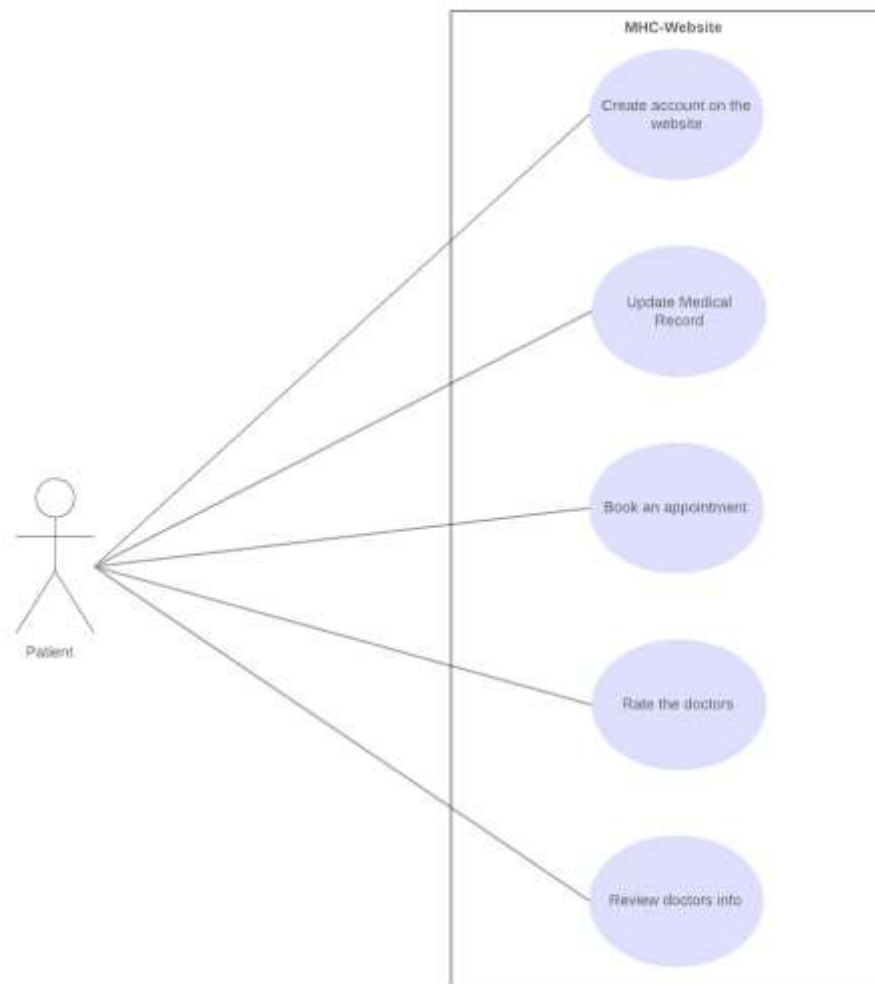 MHC-Website
Create account on the
website
Update Medical
Record
Book an appointment
Patient
Rate the doctors
Review doctors info